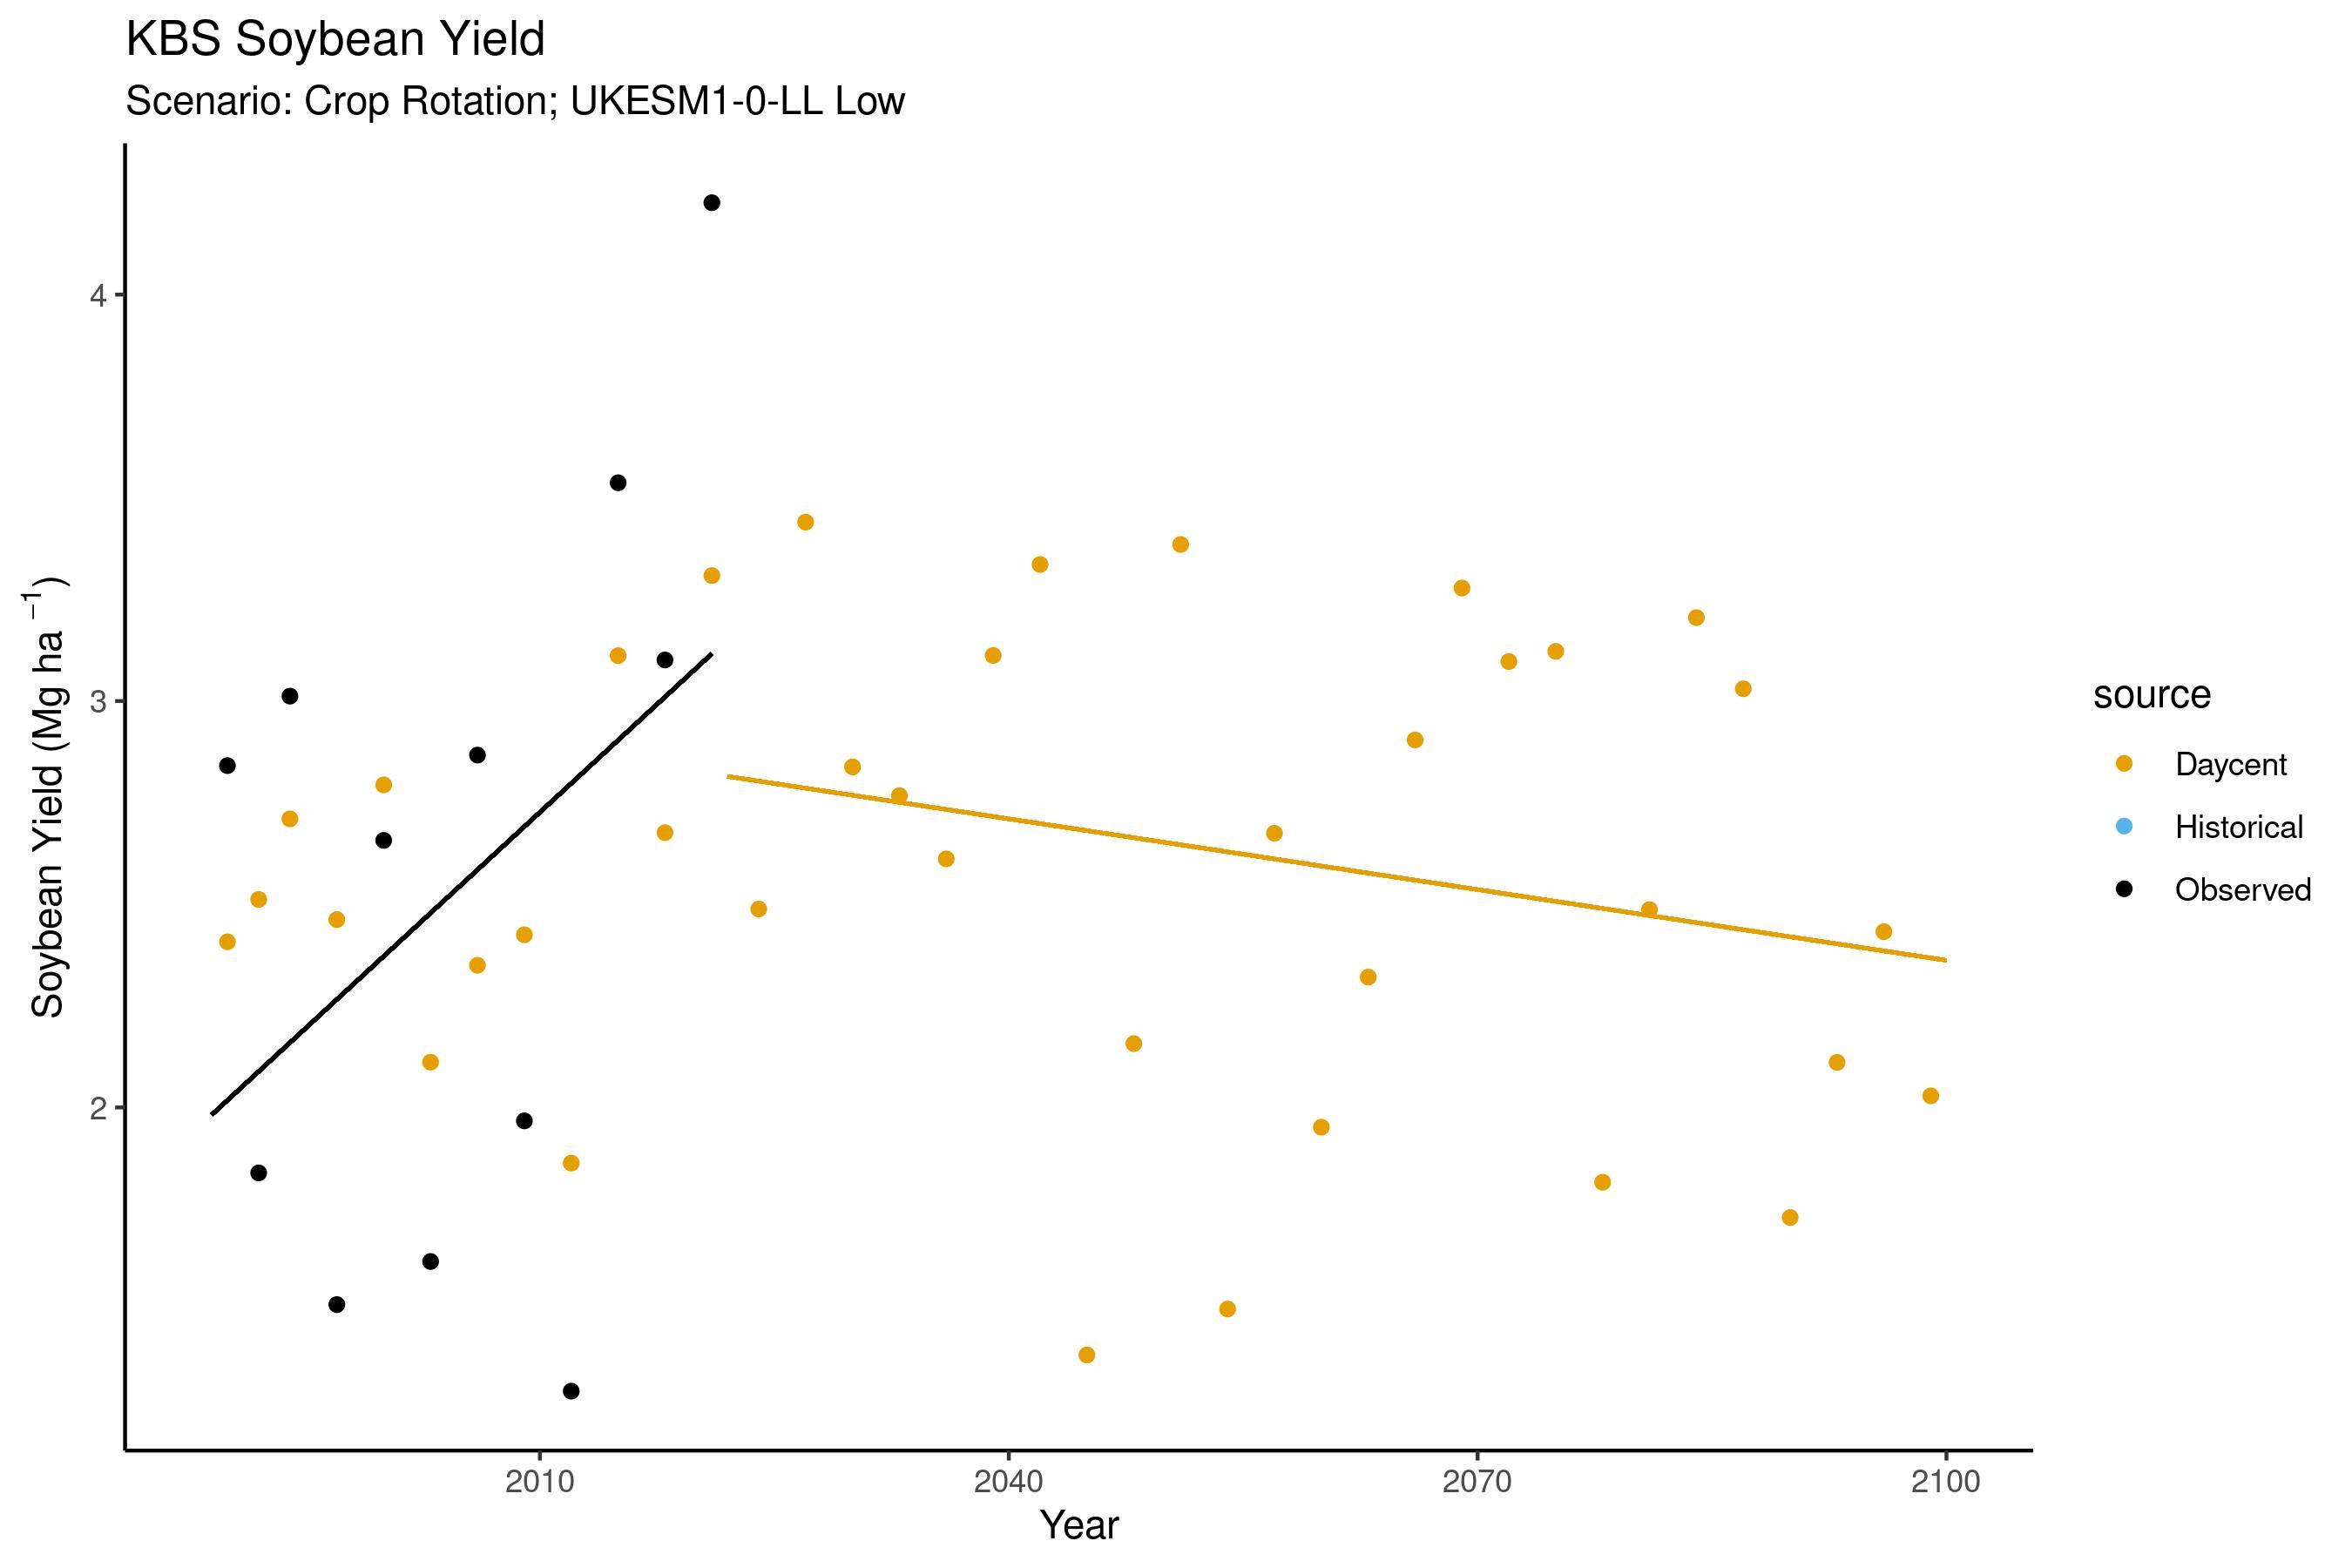 KBS Soybean Yield
Scenario: Crop Rotation; UKESM1-0-LL Low
Soybean Yield (Mg ha ⁻¹)
4
3
2
2010
2040
2070
2100
Year
source
Daycent
Historical
Observed